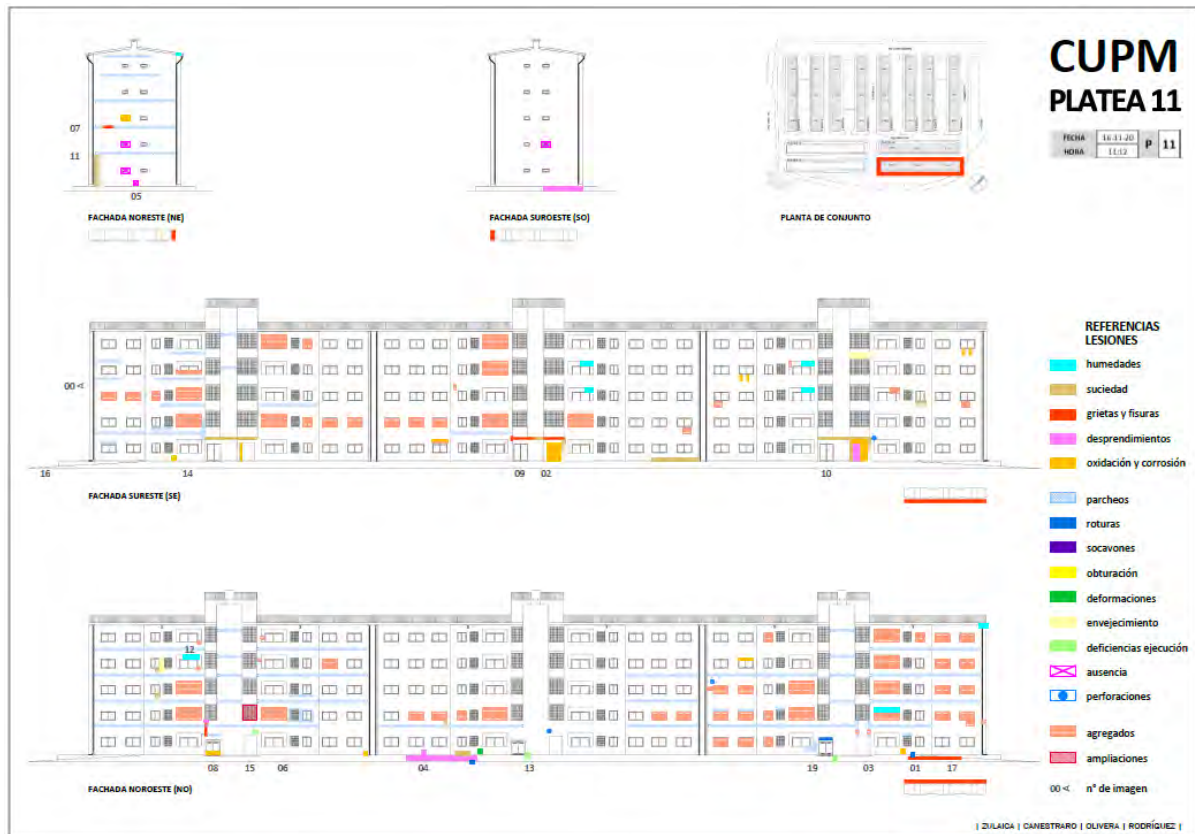 CUPM
PLATEA 11
FECHA 16-11-20 P 11
HORA 11:12
07
11
05
FACHADA NORESTE (NE)
FACHADA SUROESTE (SO)
PLANTA DE CONJUNTO
00
16
14
09
02
10
FACHADA SURESTE (SE)
12
08
15
06
04
13
19
03
01
17
FACHADA NOROESTE (NO)
REFERENCIAS
LESIONES
humedades
suciedad
grietas y fisuras
desprendimientos
oxidación y corrosión
parcheos
roturas
socavones
obturación
deformaciones
envejecimiento
deficiencias ejecución
ausencia
perforaciones
agregados
ampliaciones
00 n° de imagen
| ZULAICA | CANESTRARO | OLIVERA | RODRÍGUEZ |